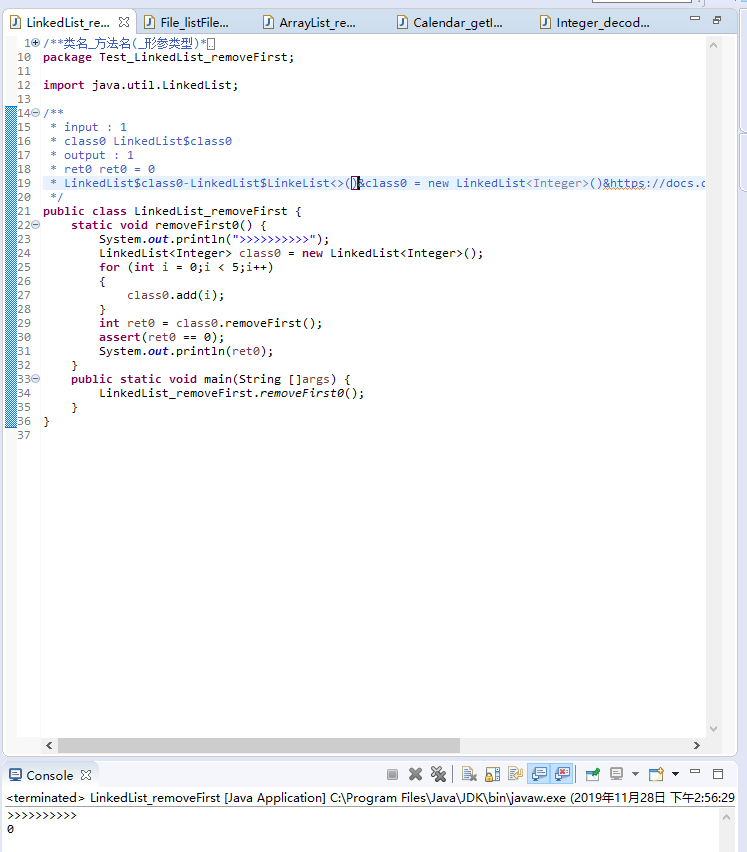 LinkedList_re...
File_listFile...
ArrayList_re...
Calendar_getI...
Integer_decod...
1 /**类名_方法名(_形参类型)*
10 package Test_LinkedList_removeFirst;
11
12 import java.util.LinkedList;
13
14 /**
15 * input : 1
16 * class0 LinkedList$class0
17 * output : 1
18 * ret0 ret0 = 0
19 * LinkedList$class0-LinkedList$LinkeList<>()&class0 = new LinkedList<Integer>()&https://docs.o
20 */
21 public class LinkedList_removeFirst {
22 static void removeFirst0() {
23 System.out.println(">>>>>>>>>>");
24 LinkedList<Integer> class0 = new LinkedList<Integer>();
25 for (int i = 0;i < 5;i++)
26 {
27 class0.add(i);
28 }
29 int ret0 = class0.removeFirst();
30 assert(ret0 == 0);
31 System.out.println(ret0);
32 }
33 public static void main(String []args) {
34 LinkedList_removeFirst.removeFirst0();
35 }
36 }
37
Console
<terminated> LinkedList_removeFirst [Java Application] C:\Program Files\Java\JDK\bin\javaw.exe (2019年11月28日 下午2:56:29
>>>>>>>>>>
0